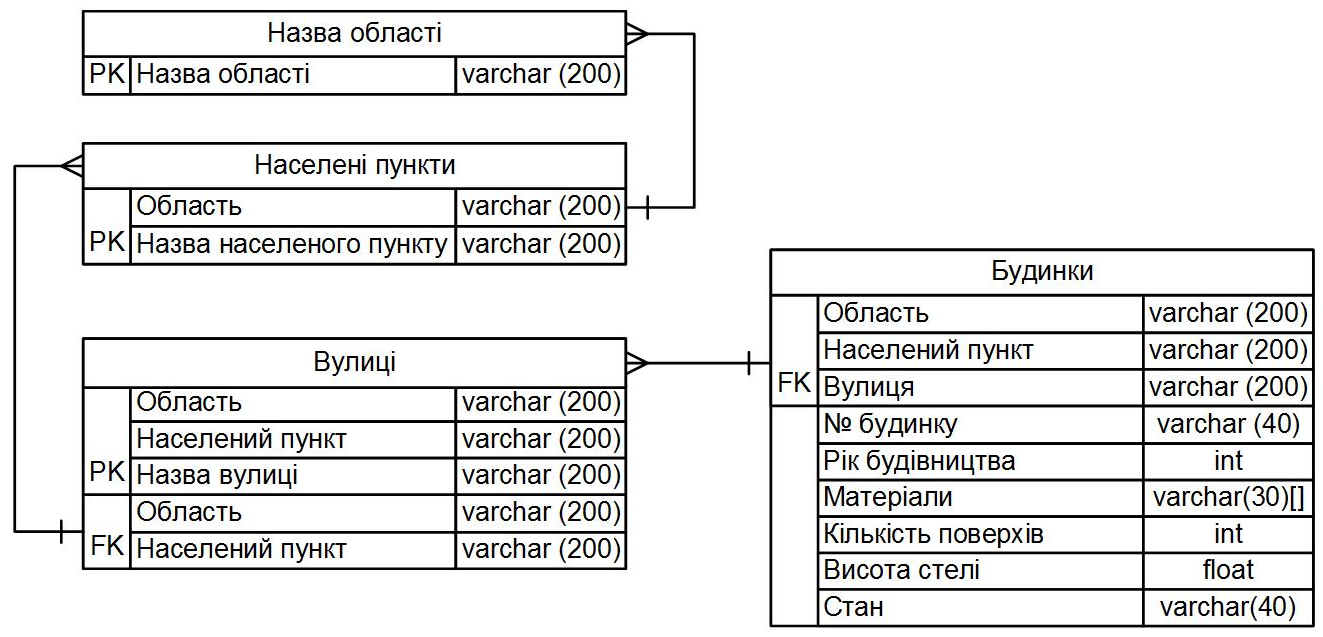 Назва області
PK Назва області varchar (200)
Населені пункти
Область varchar (200)
PK Назва населеного пункту varchar (200)
Вулиці
Область varchar (200)
Населений пункт varchar (200)
PK Назва вулиці varchar (200)
Область varchar (200)
FK Населений пункт varchar (200)
Будинки
Область varchar (200)
Населений пункт varchar (200)
FK Вулиця varchar (200)
№ будинку varchar (40)
Рік будівництва int
Матеріали varchar(30)[]
Кількість поверхів int
Висота стелі float
Стан varchar(40)